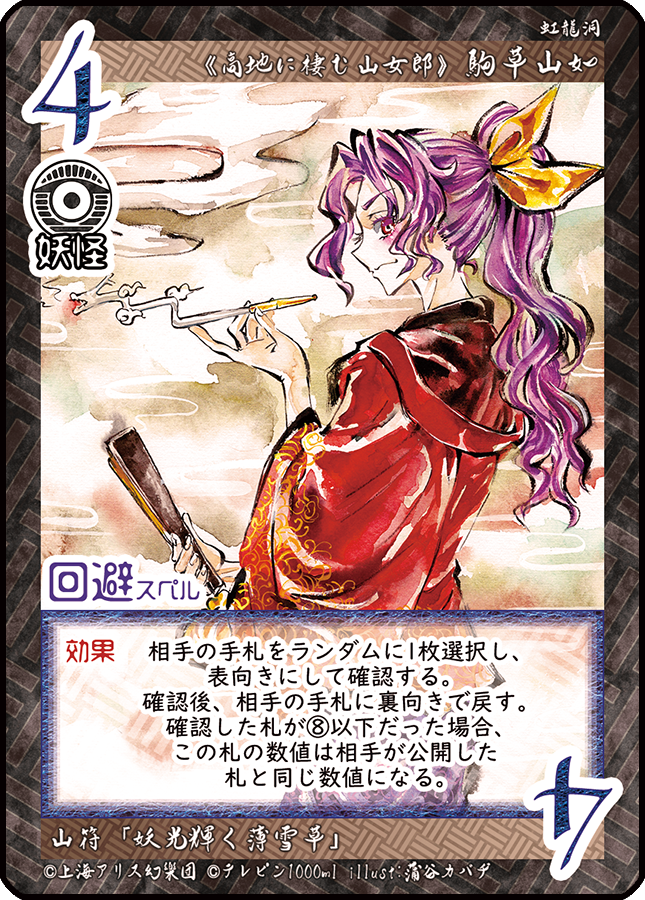 虹龍洞
《高地に棲む山女郎》 駒草山如
4
妖怪
回避スペル
効果
相手の手札をランダムに1枚選択し、
表向きにして確認する。
確認後、相手の手札に裏向きで戻す。
確認した札が⑧以下だった場合、
この札の数値は相手が公開した
札と同じ数値になる。
4
山符「妖光輝く薄雪草」
©上海アリス幻樂団 ©テレピン1000ml illust:蒲谷カバヂ